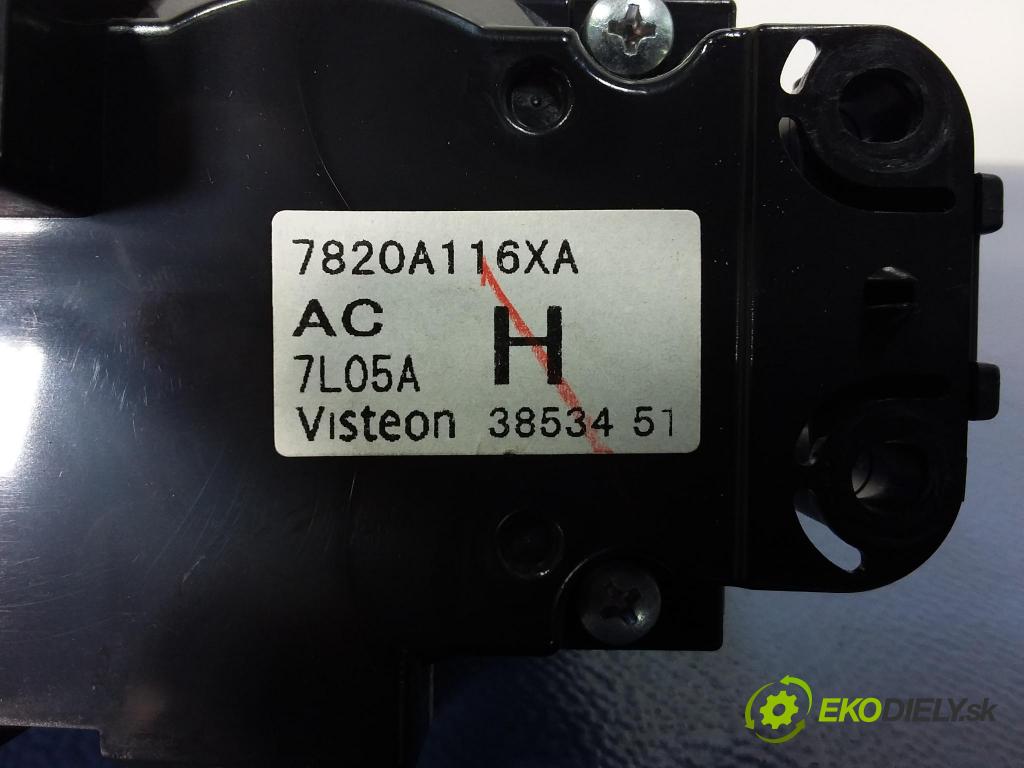 7820A116XA
AC
H
7L05A
Visteon 38534 51
EKODIELY.sk